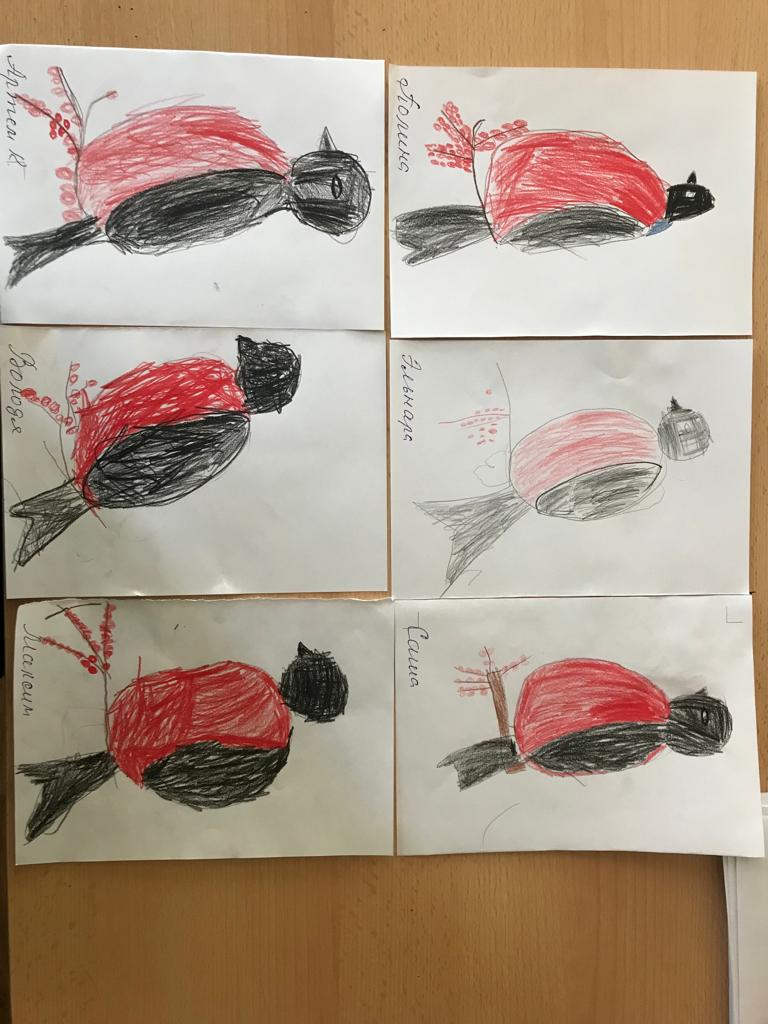 Артем К.
Полина
Володя
Эльнара
Максим
Саша